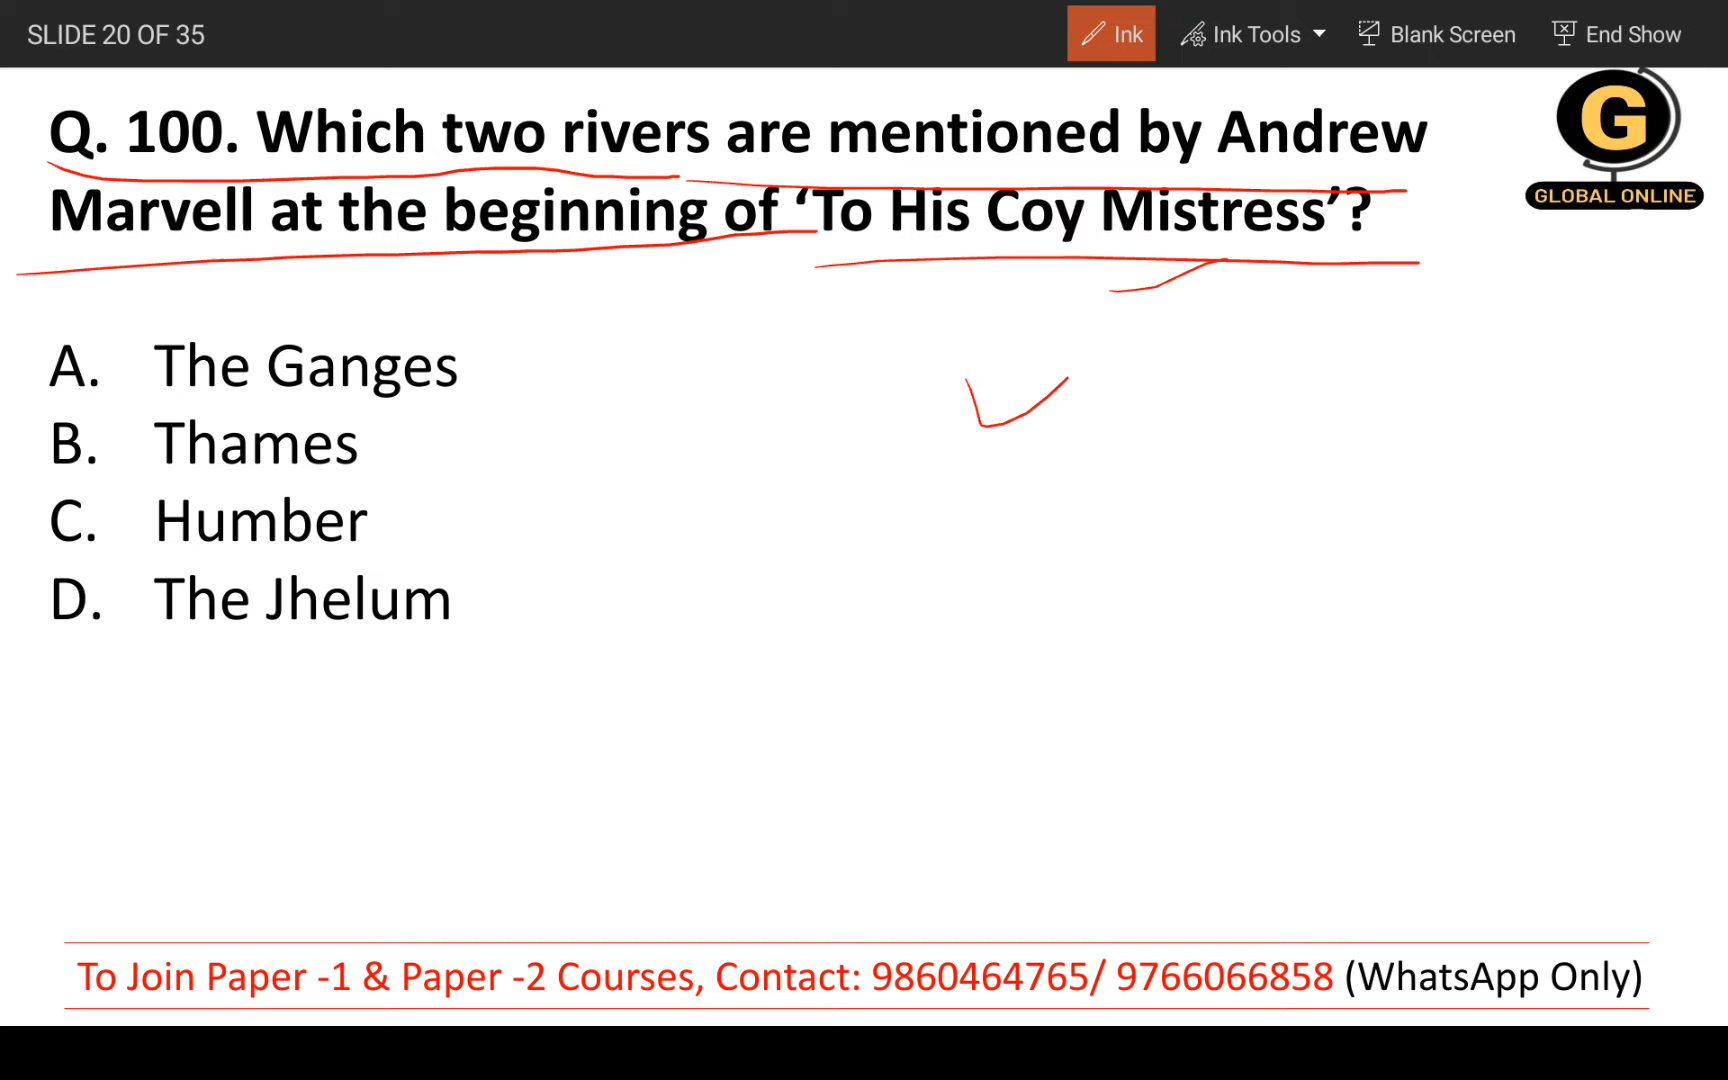 SLIDE 20 OF 35
Ink
Ink Tools
Blank Screen
End Show
G
GLOBAL ONLINE
Q. 100. Which two rivers are mentioned by Andrew
Marvell at the beginning of ‘To His Coy Mistress’?
A. The Ganges
B. Thames
C. Humber
D. The Jhelum
To Join Paper -1 & Paper -2 Courses, Contact: 9860464765/ 9766066858 (WhatsApp Only)